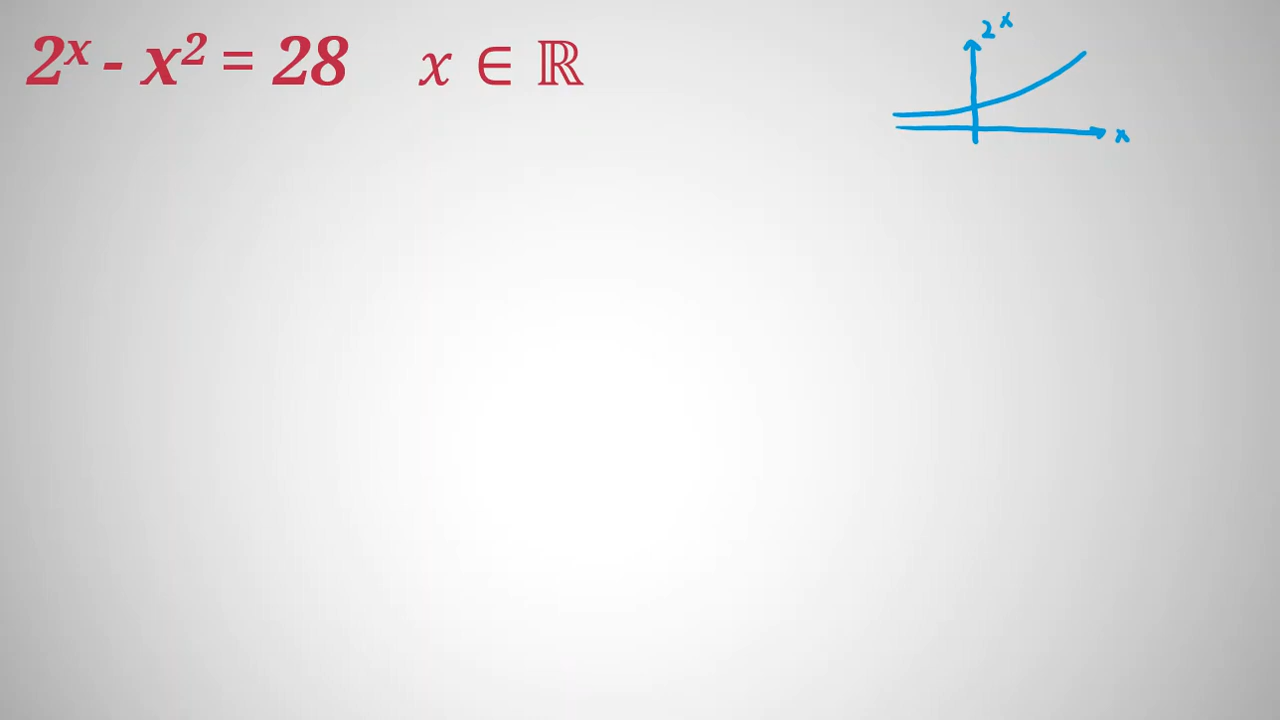 2ˣ - x² = 28 x ∈ ℝ
2ˣ
x